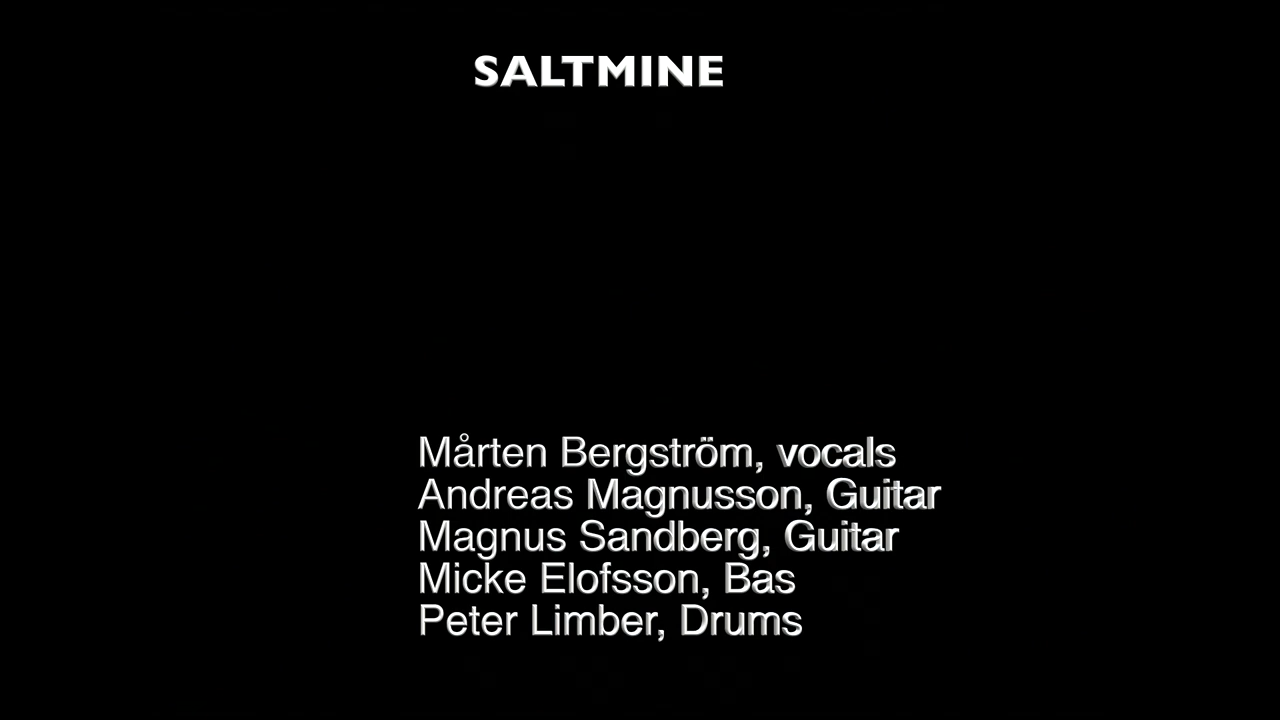 SALTMINE
Mårten Bergström, vocals
Andreas Magnusson, Guitar
Magnus Sandberg, Guitar
Micke Elofsson, Bas
Peter Limber, Drums